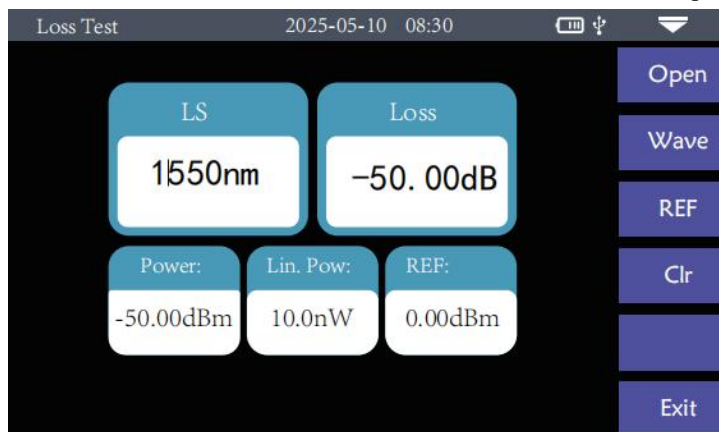 Loss Test 2025-05-10 08:30
Open
LS Loss
Wave
1550nm -50.00dB
REF
Power: Lin. Pow: REF:
Clr
-50.00dBm 10.0nW 0.00dBm
Exit